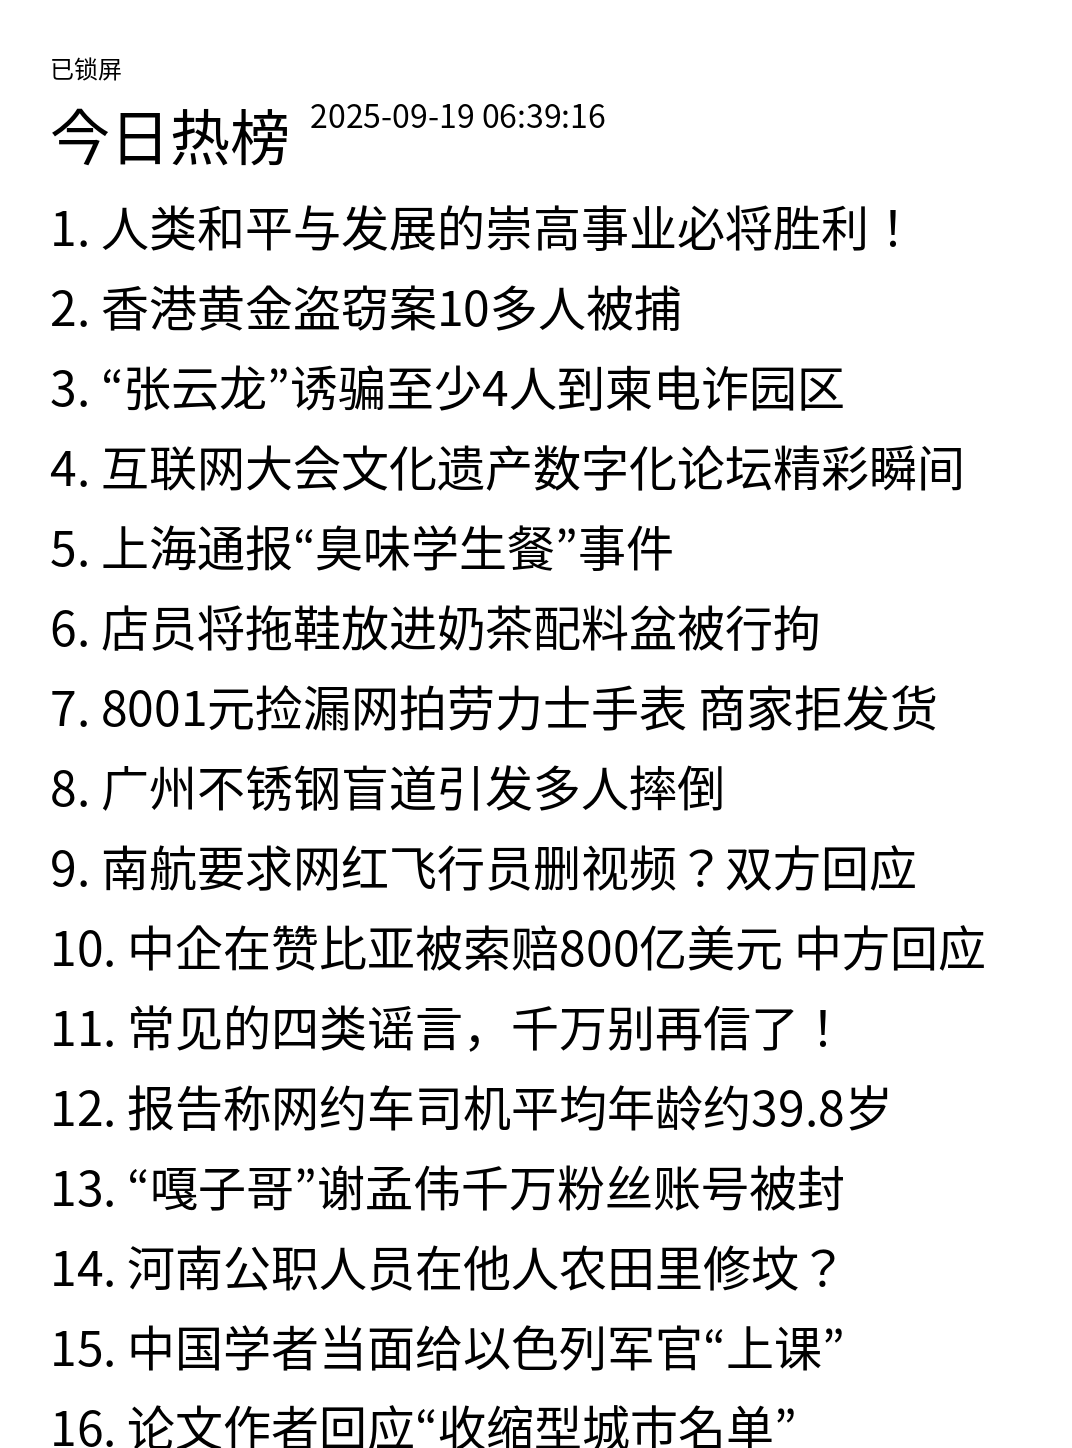 已锁屏
今日热榜 2025-09-19 06:39:16
1. 人类和平与发展的崇高事业必将胜利！
2. 香港黄金盗窃案10多人被捕
3. “张云龙”诱骗至少4人到柬电诈园区
4. 互联网大会文化遗产数字化论坛精彩瞬间
5. 上海通报“臭味学生餐”事件
6. 店员将拖鞋放进奶茶配料盆被行拘
7. 8001元捡漏网拍劳力士手表 商家拒发货
8. 广州不锈钢盲道引发多人摔倒
9. 南航要求网红飞行员删视频？双方回应
10. 中企在赞比亚被索赔800亿美元 中方回应
11. 常见的四类谣言，千万别再信了！
12. 报告称网约车司机平均年龄约39.8岁
13. “嘎子哥”谢孟伟千万粉丝账号被封
14. 河南公职人员在他人农田里修坟？
15. 中国学者当面给以色列军官“上课”
16. 论文作者回应“收缩型城市名单”